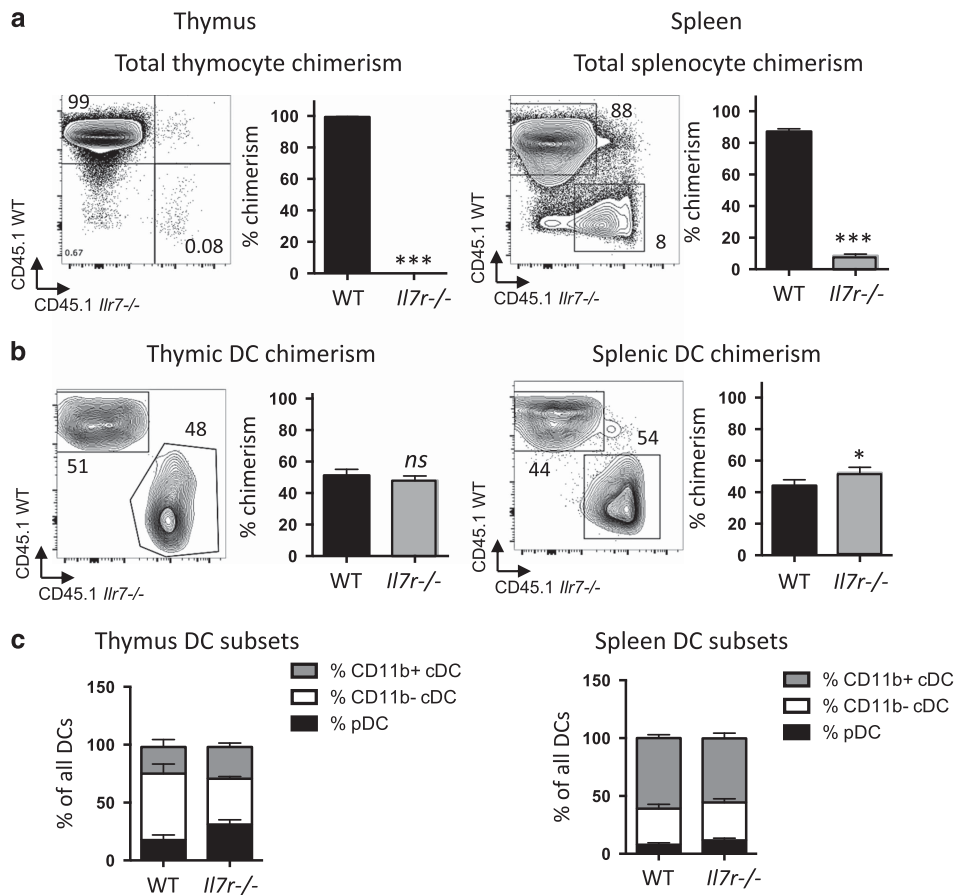 a
Thymus
Total thymocyte chimerism
99
0.08
0.67
CD45.1 WT
CD45.1 Ilr7-/-
100
80
60
40
20
0
% chimerism
***
WT
Il7r-/-
Spleen
Total splenocyte chimerism
88
8
CD45.1 WT
CD45.1 Ilr7-/-
100
80
60
40
20
0
% chimerism
***
WT
Il7r-/-
b
Thymic DC chimerism
51
48
CD45.1 WT
CD45.1 Ilr7-/-
100
80
60
40
20
0
% chimerism
ns
WT
Il7r-/-
Splenic DC chimerism
44
54
CD45.1 WT
CD45.1 Ilr7-/-
100
80
60
40
20
0
% chimerism
*
WT
Il7r-/-
c
Thymus DC subsets
% CD11b+ cDC
% CD11b- cDC
% pDC
150
100
50
0
% of all DCs
WT
Il7r-/-
Spleen DC subsets
% CD11b+ cDC
% CD11b- cDC
% pDC
150
100
50
0
% of all DCs
WT
Il7r-/-